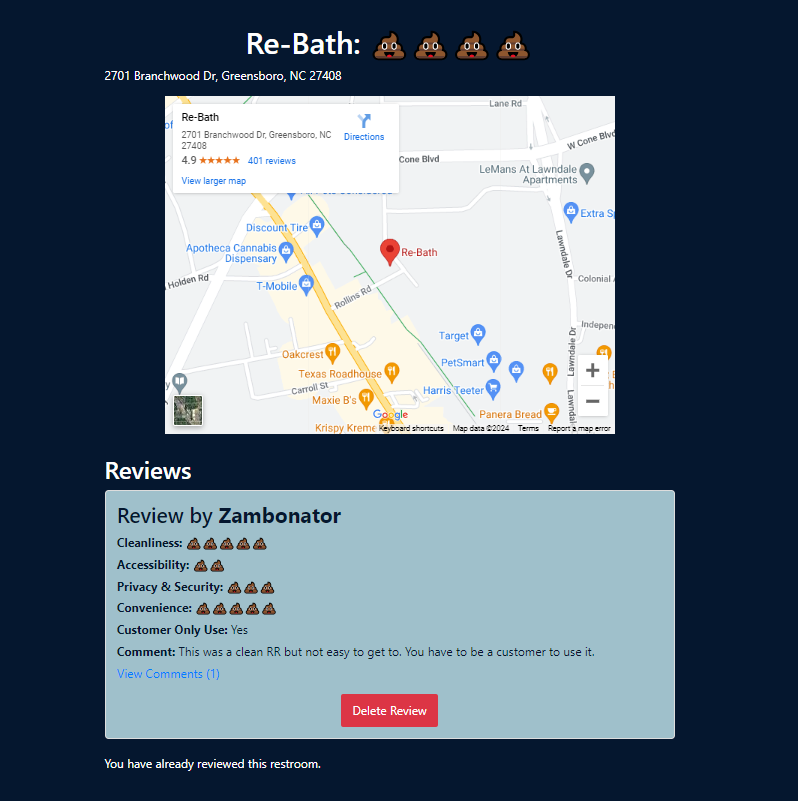 Re-Bath: 💩 💩 💩 💩
2701 Branchwood Dr, Greensboro, NC 27408
Re-Bath
2701 Branchwood Dr, Greensboro, NC
27408
4.9 ★★★★★ 401 reviews
View larger map
Directions
Lane Rd
W Cone Blvd
Cone Blvd
LeMans At Lawndale
Apartments
Extra Sp
Discount Tire
Apotheca Cannabis
Dispensary
Re-Bath
Lawndale Dr
Holden Rd
T-Mobile
Colonial
Rollins Rd
Target
Indepen
Lawndale Dr
Oakcrest
PetSmart
Texas Roadhouse
Carroll St
Harris Teeter
Maxie B's
Lawndal
Google
Panera Bread
Krispy Kreme
Keyboard shortcuts Map data ©2024 Terms Report a map error
Reviews
Review by Zambonator
Cleanliness: 💩💩💩💩💩
Accessibility: 💩💩
Privacy & Security: 💩💩💩
Convenience: 💩💩💩💩💩
Customer Only Use: Yes
Comment: This was a clean RR but not easy to get to. You have to be a customer to use it.
View Comments (1)
Delete Review
You have already reviewed this restroom.